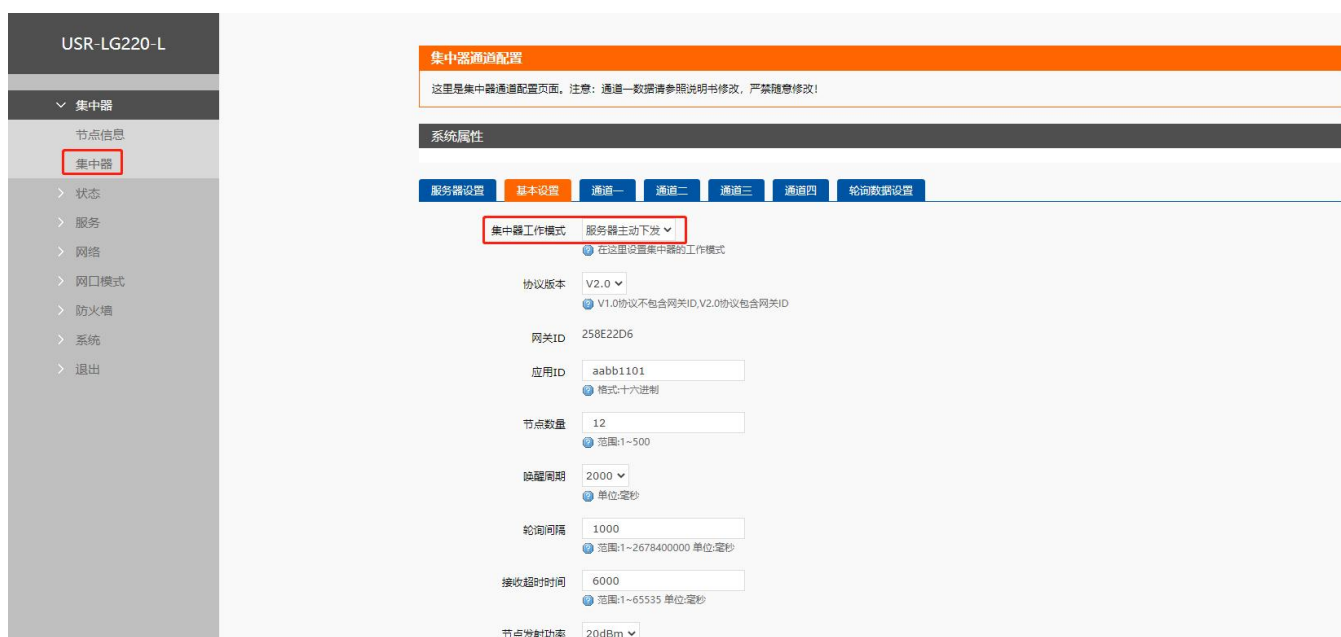 USR-LG220-L
集中器
节点信息
集中器
状态
服务
网络
网口模式
防火墙
系统
退出
集中器通道配置
这里是集中器通道配置页面。注意：通道一数据请参照说明书修改，严禁随意修改！
系统属性
服务器设置 基本设置 通道一 通道二 通道三 通道四 轮询数据设置
集中器工作模式 服务器主动下发
在这里设置集中器的工作模式
协议版本 V2.0
V1.0协议不包含网关ID,V2.0协议包含网关ID
网关ID 258E22D6
应用ID aabb1101
格式:十六进制
节点数量 12
范围:1~500
唤醒周期 2000
单位:毫秒
轮询间隔 1000
范围:1~2678400000 单位:毫秒
接收超时时间 6000
范围:1~65535 单位:毫秒
节点发射功率 20dBm